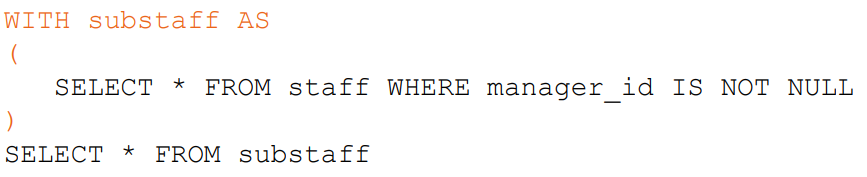 WITH substaff AS
(
   SELECT * FROM staff WHERE manager_id IS NOT NULL
)
SELECT * FROM substaff